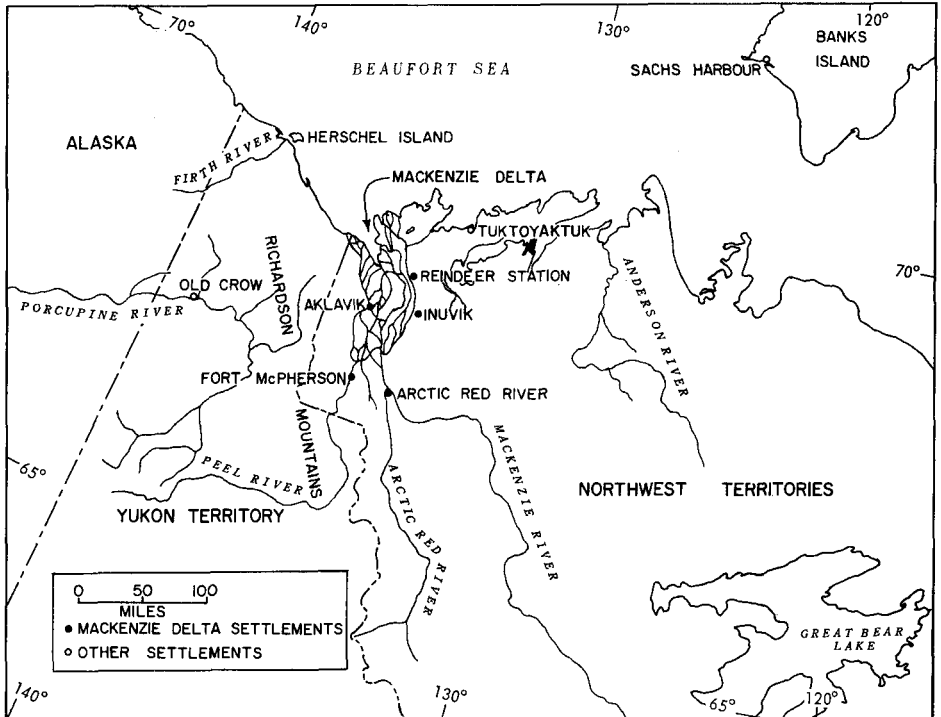 70°
140°
130°
120°
BANKS
ISLAND
BEAUFORT SEA
SACHS HARBOUR
ALASKA
HERSCHEL ISLAND
FIRTH RIVER
MACKENZIE DELTA
TUKTOYAKTUK
RICHARDSON
MOUNTAINS
REINDEER STATION
70°
OLD CROW
ANDERSON RIVER
PORCUPINE RIVER
AKLAVIK
INUVIK
FORT McPHERSON
ARCTIC RED RIVER
MACKENZIE RIVER
65°
PEEL RIVER
ARCTIC RED RIVER
NORTHWEST TERRITORIES
YUKON TERRITORY
0 50 100
MILES
MACKENZIE DELTA SETTLEMENTS
OTHER SETTLEMENTS
GREAT BEAR
LAKE
140°
130°
65°
120°